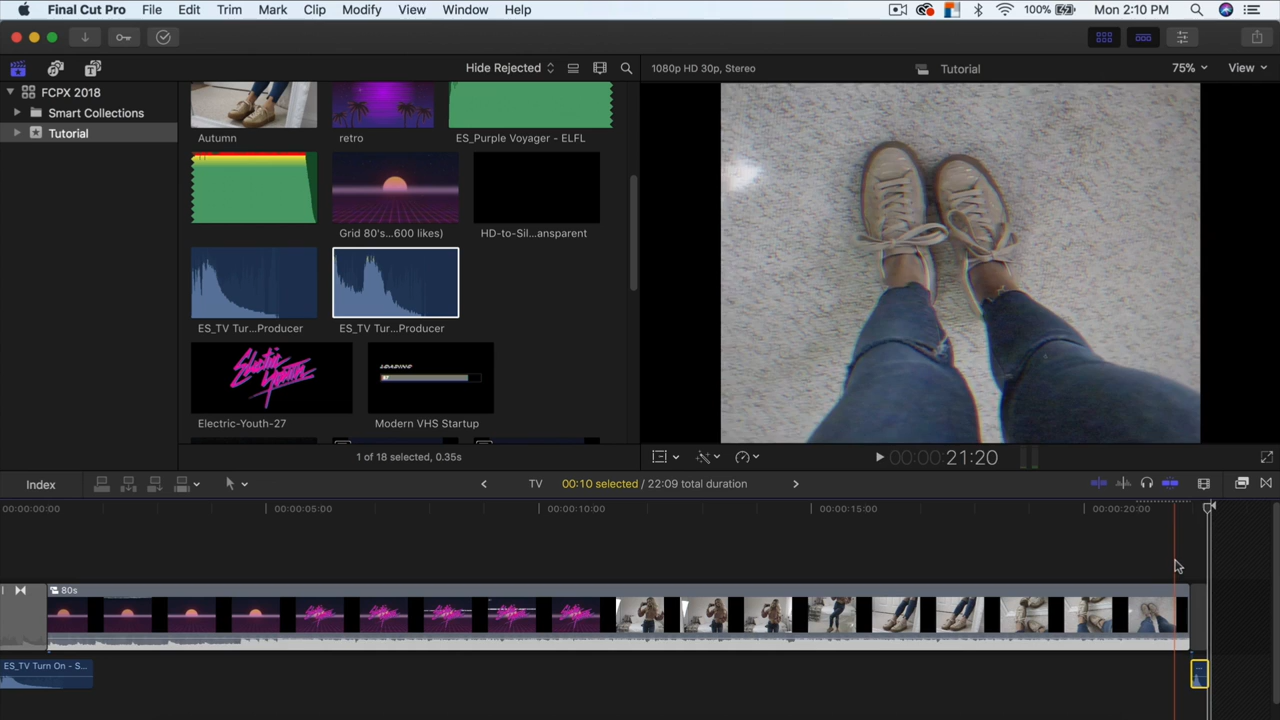 Final Cut Pro File Edit Trim Mark Clip Modify View Window Help 100% Mon 2:10 PM
Hide Rejected 1080p HD 30p, Stereo Tutorial 75% View
FCPX 2018
Smart Collections
Tutorial
Autumn retro ES_Purple Voyager - ELFL
Grid 80's...600 likes) HD-to-Sil...ansparent
ES_TV Tur...Producer ES_TV Tur...Producer
Electric Youth
LOADING
Electric-Youth-27 Modern VHS Startup
1 of 18 selected, 0.35s 00:00:21:20
Index TV 00:10 selected / 22:09 total duration
00:00:00:00 00:00:05:00 00:00:10:00 00:00:15:00 00:00:20:00
80s
ES_TV Turn On - S...